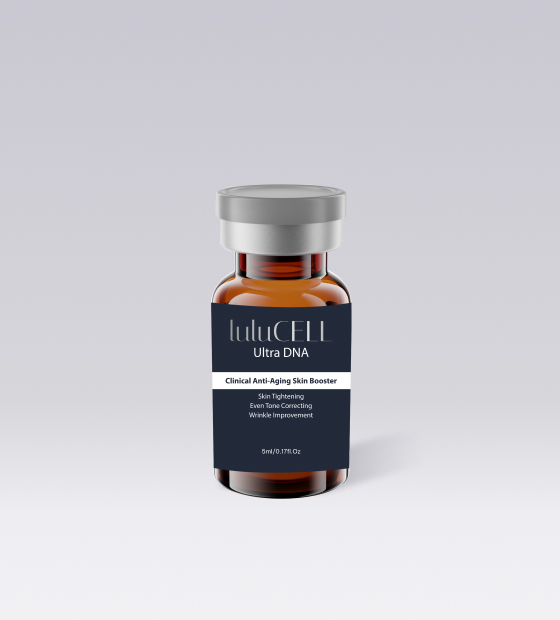 luluCELL
Ultra DNA
Clinical Anti-Aging Skin Booster
Skin Tightening
Even Tone Correcting
Wrinkle Improvement
5ml/0.17fl.Oz